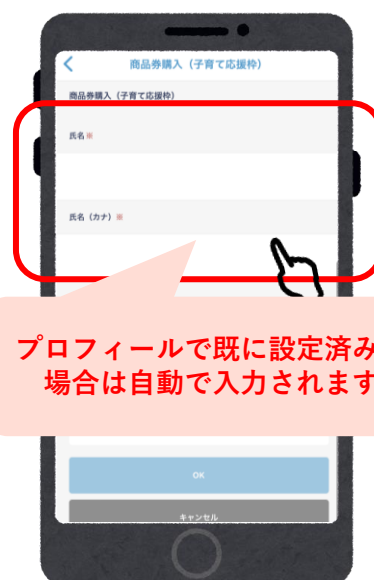 商品券購入（子育て応援枠）
商品券購入（子育て応援枠）
氏名※
氏名（カナ）※
プロフィールで既に設定済み
場合は自動で入力されます
OK
キャンセル